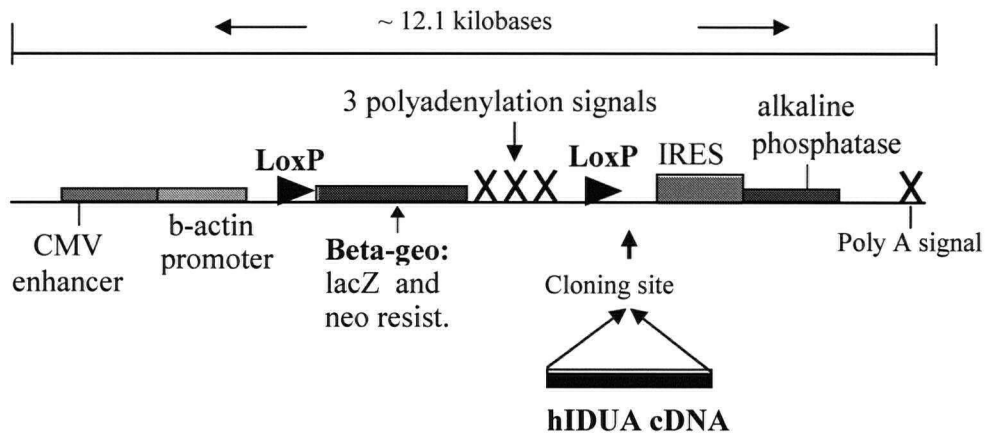 ~ 12.1 kilobases
3 polyadenylation signals
alkaline
phosphatase
LoxP
LoxP
IRES
X X X
X
CMV
enhancer
b-actin
promoter
Beta-geo:
lacZ and
neo resist.
Cloning site
Poly A signal
hIDUA cDNA